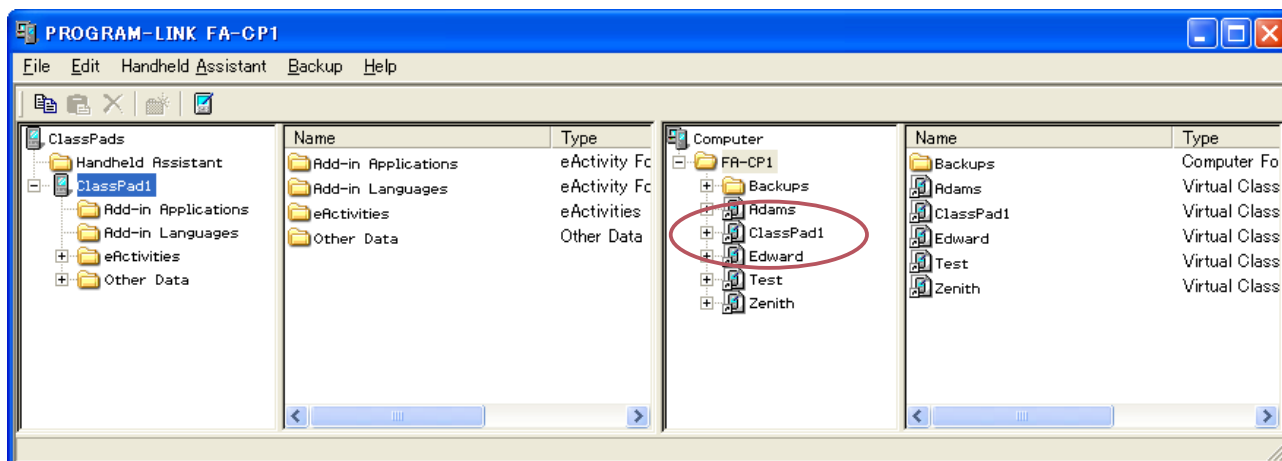 PROGRAM-LINK FA-CP1
File Edit Handheld Assistant Backup Help
ClassPads
Handheld Assistant
ClassPad1
Add-in Applications
Add-in Languages
eActivities
Other Data
Name Type
Add-in Applications eActivity Fc
Add-in Languages eActivity Fc
eActivities eActivities
Other Data Other Data
Computer
FA-CP1
Backups
Adams
ClassPad1
Edward
Test
Zenith
Name Type
Backups Computer Fo
Adams Virtual Class
ClassPad1 Virtual Class
Edward Virtual Class
Test Virtual Class
Zenith Virtual Class